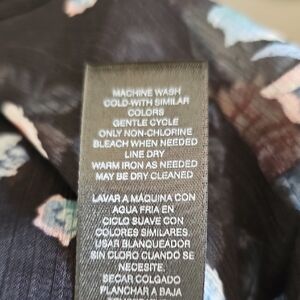 MACHINE WASH
COLD-WITH SIMILAR
COLORS
GENTLE CYCLE
ONLY NON-CHLORINE
BLEACH WHEN NEEDED
LINE DRY
WARM IRON AS NEEDED
MAY BE DRY CLEANED
LAVAR A MÁQUINA CON
AGUA FRIA EN
CICLO SUAVE CON
COLORES SIMILARES
USAR BLANQUEADOR
SIN CLORO CUANDO SE
NECESITE.
SECAR COLGADO
PLANCHAR A BAJA